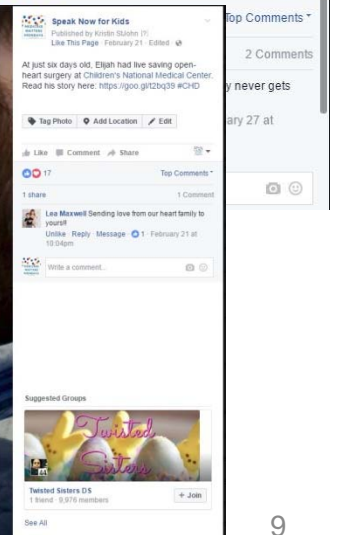 Speak Now for Kids
Published by Kristin StJohn [?]
Like This Page · February 21 · Edited
At just six days old, Elijah had live saving open-
heart surgery at Children's National Medical Center.
Read his story here: https://goo.gl/t2bq39 #CHD
Tag Photo
Add Location
Edit
Like Comment Share
17
Top Comments
1 share
1 Comment
Lea Maxwell Sending love from our heart family to
yours!!
Unlike · Reply · Message · 1 · February 21 at
10:04pm
Write a comment...
Suggested Groups
Twisted
Sisters
Twisted Sisters DS
1 friend · 9,976 members
+ Join
See All
Top Comments
2 Comments
y never gets
ary 27 at
9